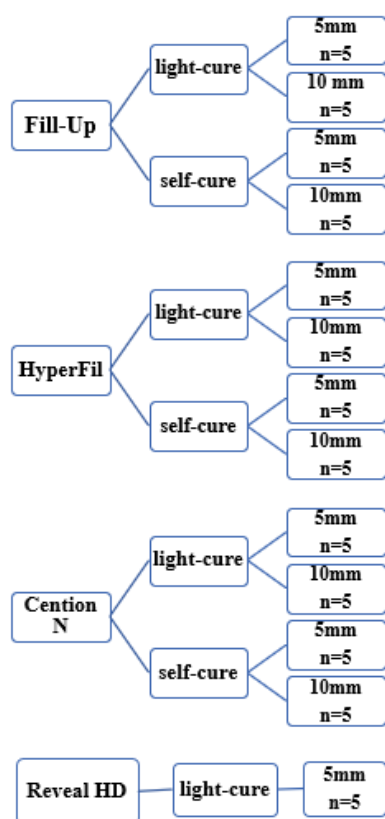 Fill-Up
light-cure
5mm
n=5
10 mm
n=5
self-cure
5mm
n=5
10mm
n=5
HyperFil
light-cure
5mm
n=5
10mm
n=5
self-cure
5mm
n=5
10mm
n=5
Cention
N
light-cure
5mm
n=5
10mm
n=5
self-cure
5mm
n=5
10mm
n=5
Reveal HD
light-cure
5mm
n=5